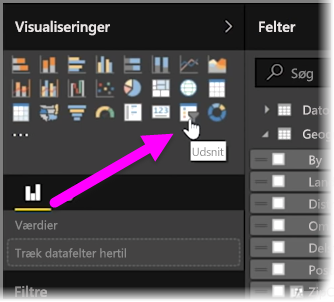 Visualiseringer
Felter
Søg
Dato
Geog
Udsnit
By
Lan
Dis
Om
Del
Pos
Værdier
Træk datafelter hertil
Filtre